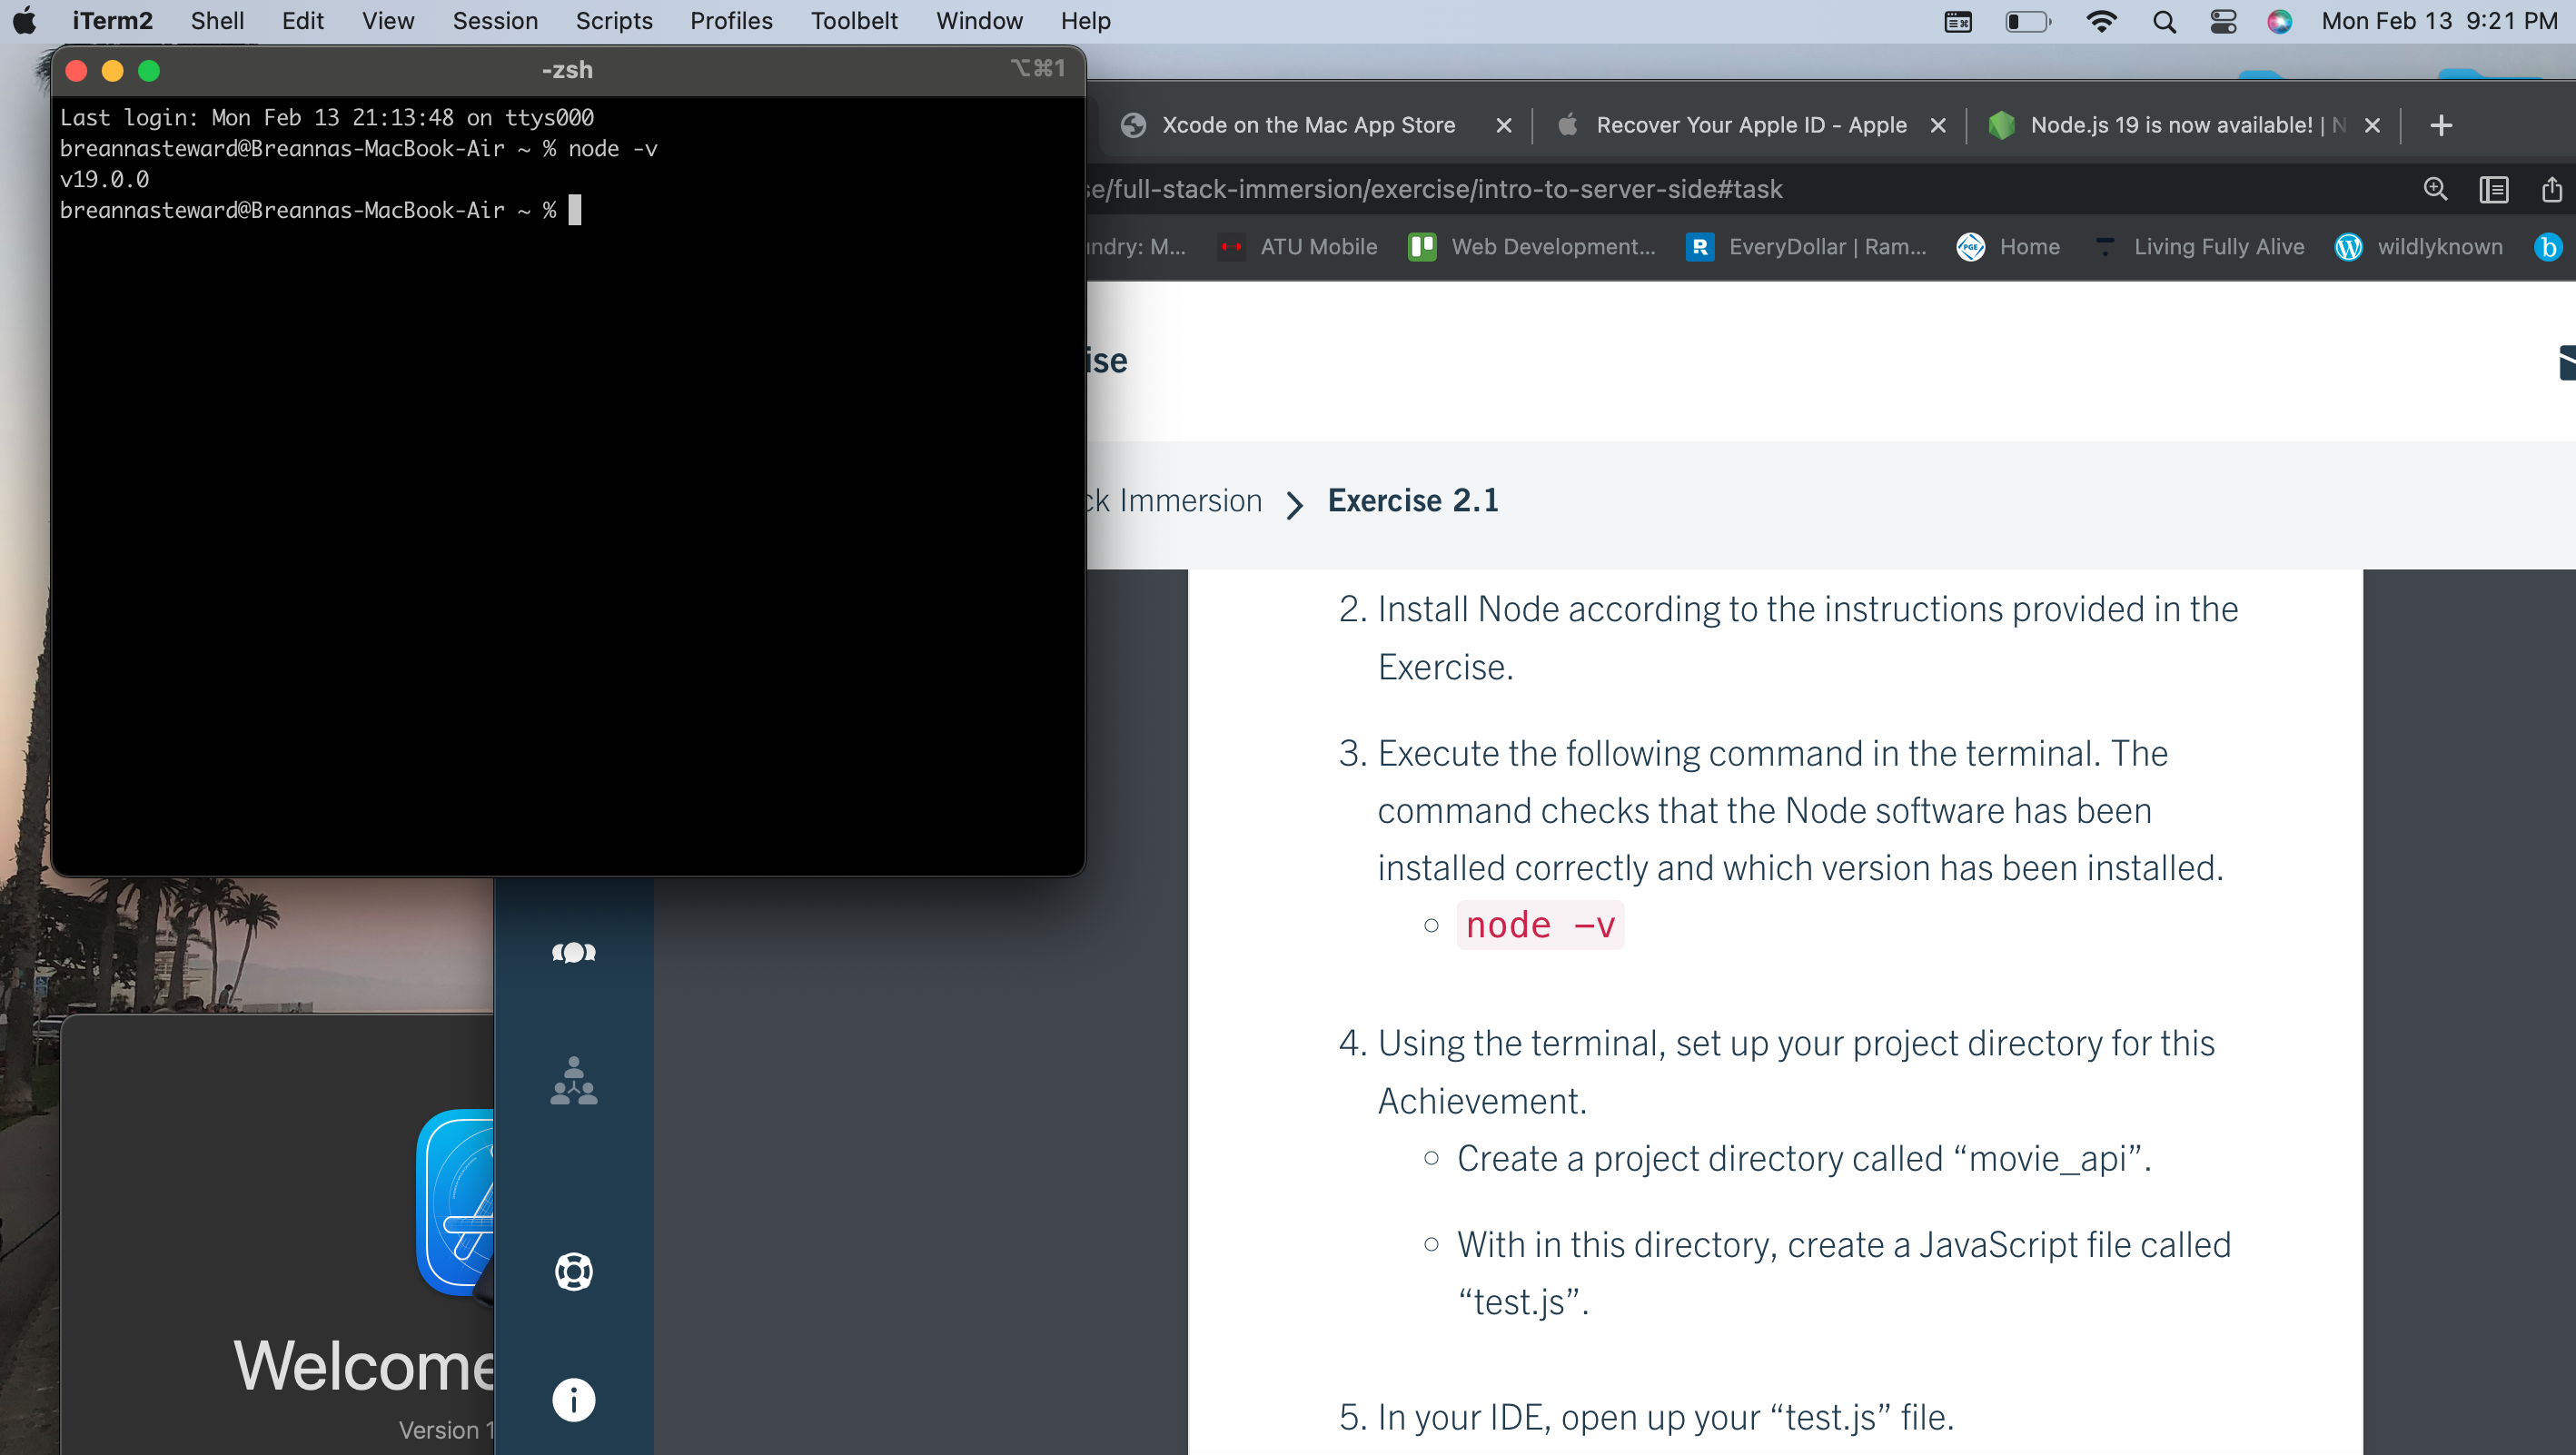 iTerm2 Shell Edit View Session Scripts Profiles Toolbelt Window Help Mon Feb 13 9:21 PM
-zsh ⌥⌘1
Last login: Mon Feb 13 21:13:48 on ttys000
breannasteward@Breannas-MacBook-Air ~ % node -v
v19.0.0
breannasteward@Breannas-MacBook-Air ~ %
Xcode on the Mac App Store Recover Your Apple ID - Apple Node.js 19 is now available! | N
se/full-stack-immersion/exercise/intro-to-server-side#task
ndry: M... ATU Mobile Web Development... R EveryDollar | Ram... PGE Home Living Fully Alive wildlyknown b
ise
ck Immersion > Exercise 2.1
2. Install Node according to the instructions provided in the
Exercise.
3. Execute the following command in the terminal. The
command checks that the Node software has been
installed correctly and which version has been installed.
node -v
4. Using the terminal, set up your project directory for this
Achievement.
Create a project directory called “movie_api”.
With in this directory, create a JavaScript file called
“test.js”.
5. In your IDE, open up your “test.js” file.
Welcome
Version 1